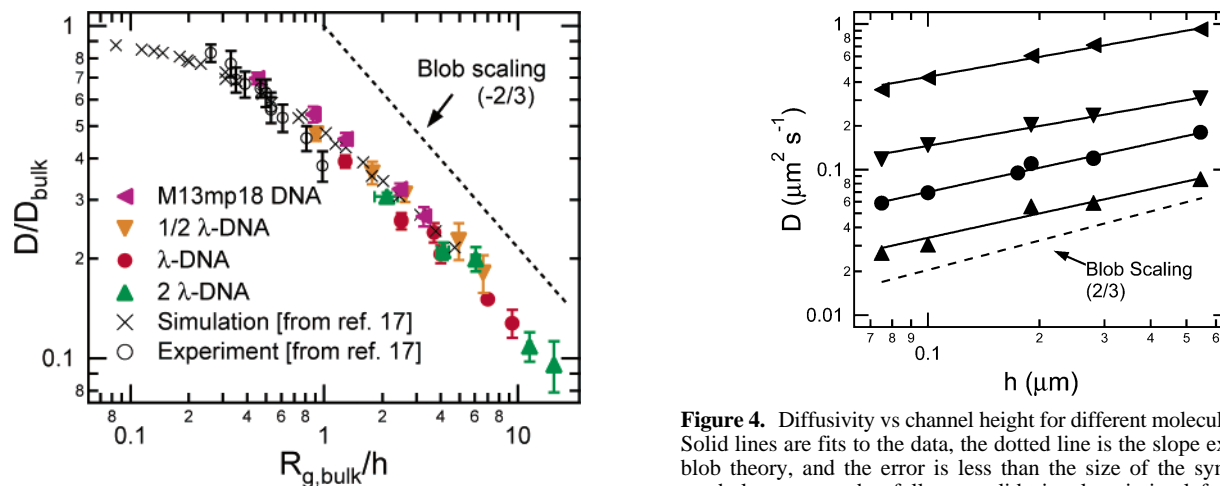 1
8
7
6
5
4
3
2
0.1
8
D/D_bulk
Blob scaling
(-2/3)
M13mp18 DNA
1/2 λ-DNA
λ-DNA
2 λ-DNA
Simulation [from ref. 17]
Experiment [from ref. 17]
8
0.1
2
4
6
8
1
2
4
6
8
10
R_g,bulk/h
1
8
6
4
2
0.1
8
6
4
2
0.01
D (μm² s⁻¹)
Blob Scaling
(2/3)
7
8
9
0.1
2
3
4
5
6
h (μm)
Figure 4. Diffusivity vs channel height for different molecul
Solid lines are fits to the data, the dotted line is the slope ex
blob theory, and the error is less than the size of the sym